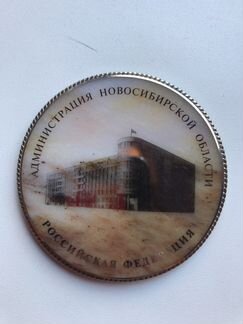 АДМИНИСТРАЦИЯ НОВОСИБИРСКОЙ ОБЛАСТИ
РОССИЙСКАЯ ФЕДЕРАЦИЯ